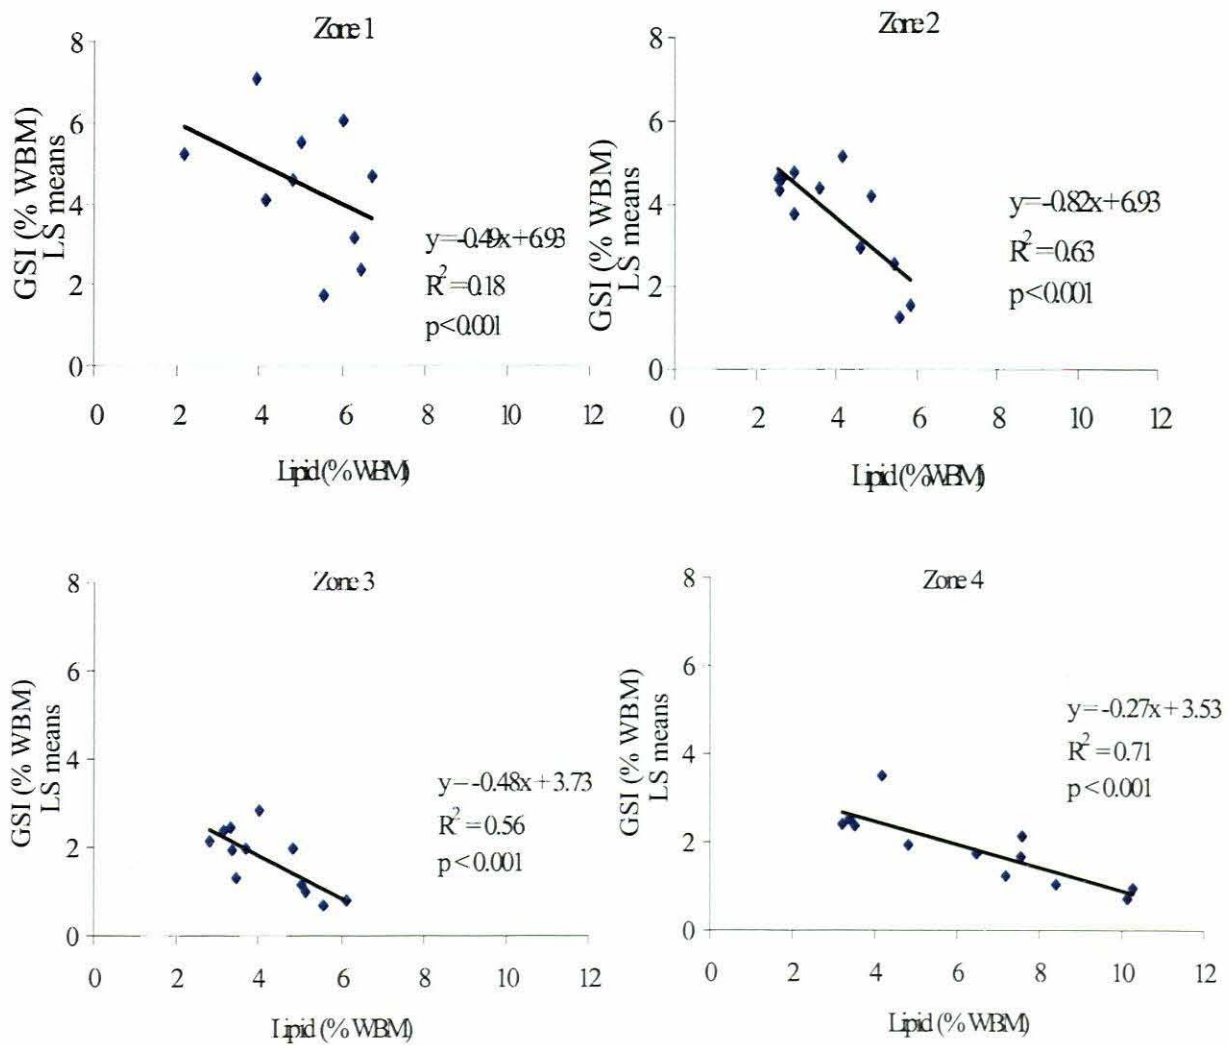 Zone 1
8
6
4
2
0
GSI (% WBM)
LS means
y=-0.49x+6.93
R²=0.18
p<0.001
0 2 4 6 8 10 12
Lipid (% WBM)
Zone 2
8
6
4
2
0
GSI (% WBM)
LS means
y=-0.82x+6.93
R²=0.63
p<0.001
0 2 4 6 8 10 12
Lipid (% WBM)
Zone 3
8
6
4
2
0
GSI (% WBM)
LS means
y=-0.48x+3.73
R²=0.56
p<0.001
0 2 4 6 8 10 12
Lipid (% WBM)
Zone 4
8
6
4
2
0
GSI (% WBM)
LS means
y=-0.27x+3.53
R²=0.71
p<0.001
0 2 4 6 8 10 12
Lipid (% WBM)